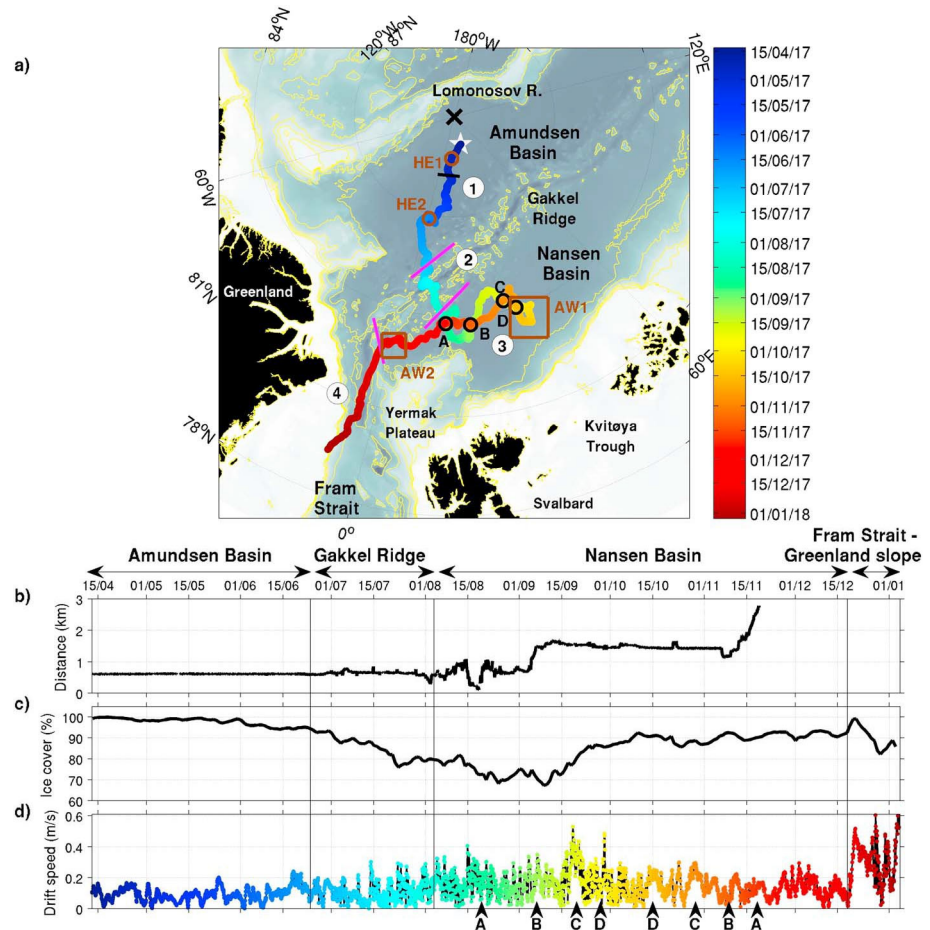 a)
84°N
120°W
87°N
180°W
120°E
Lomonosov R.
Amundsen
Basin
HE1
1
60°W
HE2
Gakkel
Ridge
2
Nansen
Basin
81°N
Greenland
C
D
AW1
A
B
3
60°E
AW2
4
Yermak
Plateau
Kvitøya
Trough
78°N
Fram
Strait
Svalbard
0°
15/04/17
01/05/17
15/05/17
01/06/17
15/06/17
01/07/17
15/07/17
01/08/17
15/08/17
01/09/17
15/09/17
01/10/17
15/10/17
01/11/17
15/11/17
01/12/17
15/12/17
01/01/18
Amundsen Basin Gakkel Ridge Nansen Basin Fram Strait -
Greenland slope
15/04 01/05 15/05 01/06 15/06 01/07 15/07 01/08 15/08 01/09 15/09 01/10 15/10 01/11 15/11 01/12 15/12 01/01
b)
Distance (km)
3
2
1
0
c)
Ice cover (%)
100
90
80
70
60
d)
Drift speed (m/s)
0.6
0.4
0.2
0
A B C D D C B A